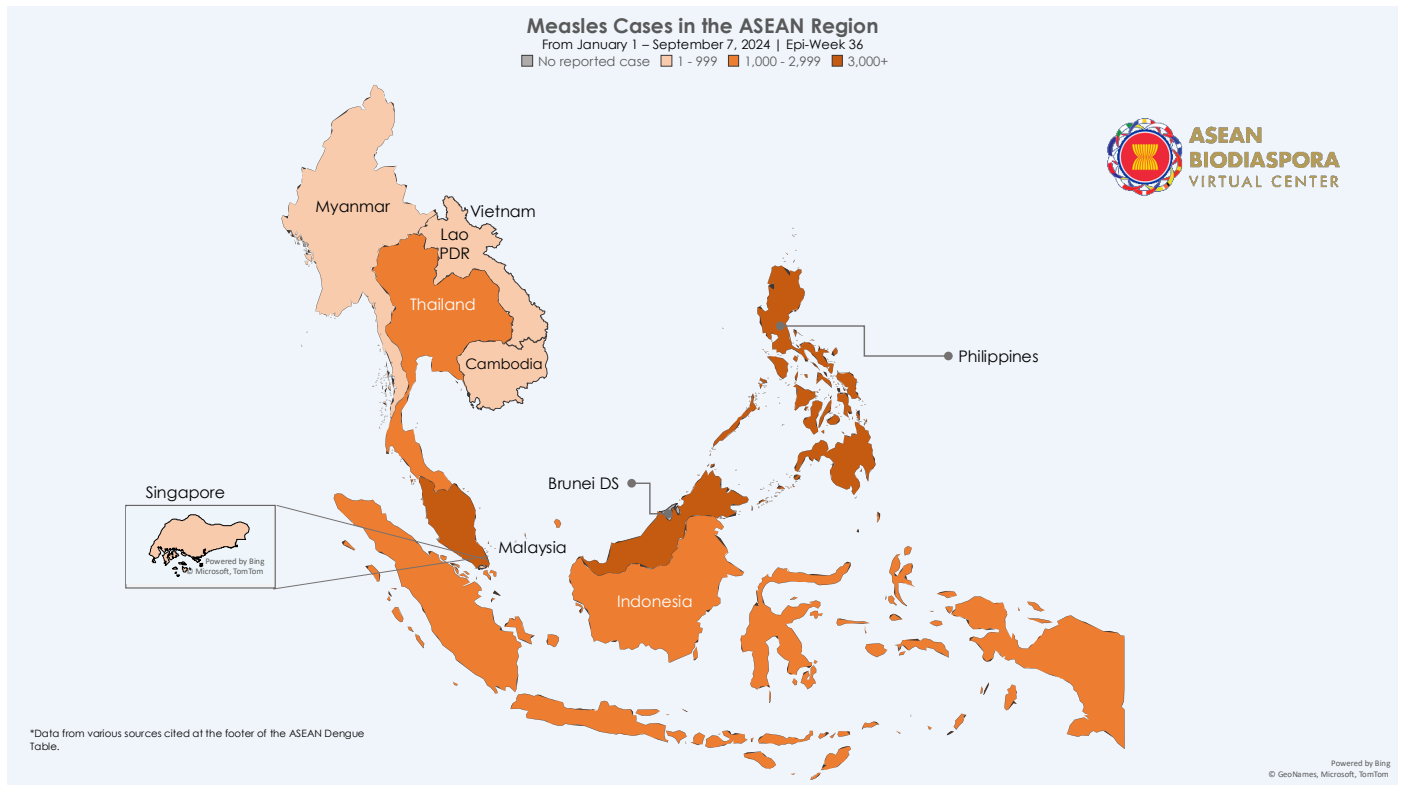 Measles Cases in the ASEAN Region
From January 1 – September 7, 2024 | Epi-Week 36
No reported case 1 - 999 1,000 - 2,999 3,000+
ASEAN
BIODIASPORA
VIRTUAL CENTER
Myanmar
Vietnam
Lao
PDR
Thailand
Cambodia
Philippines
Brunei DS
Singapore
Powered by Bing
© Microsoft, TomTom
Malaysia
Indonesia
*Data from various sources cited at the footer of the ASEAN Dengue
Table.
Powered by Bing
© GeoNames, Microsoft, TomTom